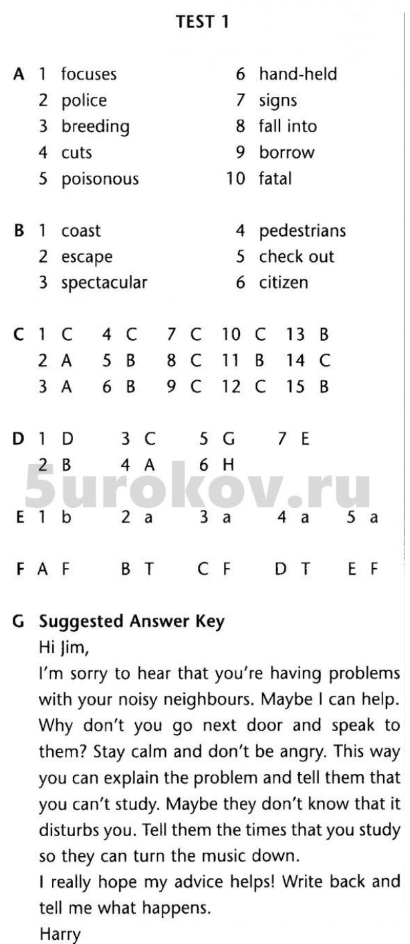 TEST 1
A 1 focuses 6 hand-held
2 police 7 signs
3 breeding 8 fall into
4 cuts 9 borrow
5 poisonous 10 fatal
B 1 coast 4 pedestrians
2 escape 5 check out
3 spectacular 6 citizen
C 1 C 4 C 7 C 10 C 13 B
2 A 5 B 8 C 11 B 14 C
3 A 6 B 9 C 12 C 15 B
D 1 D 3 C 5 G 7 E
2 B 4 A 6 H
5urokov.ru
E 1 b 2 a 3 a 4 a 5 a
F A F B T C F D T E F
G Suggested Answer Key
Hi Jim,
I'm sorry to hear that you're having problems
with your noisy neighbours. Maybe I can help.
Why don't you go next door and speak to
them? Stay calm and don't be angry. This way
you can explain the problem and tell them that
you can't study. Maybe they don't know that it
disturbs you. Tell them the times that you study
so they can turn the music down.
I really hope my advice helps! Write back and
tell me what happens.
Harry